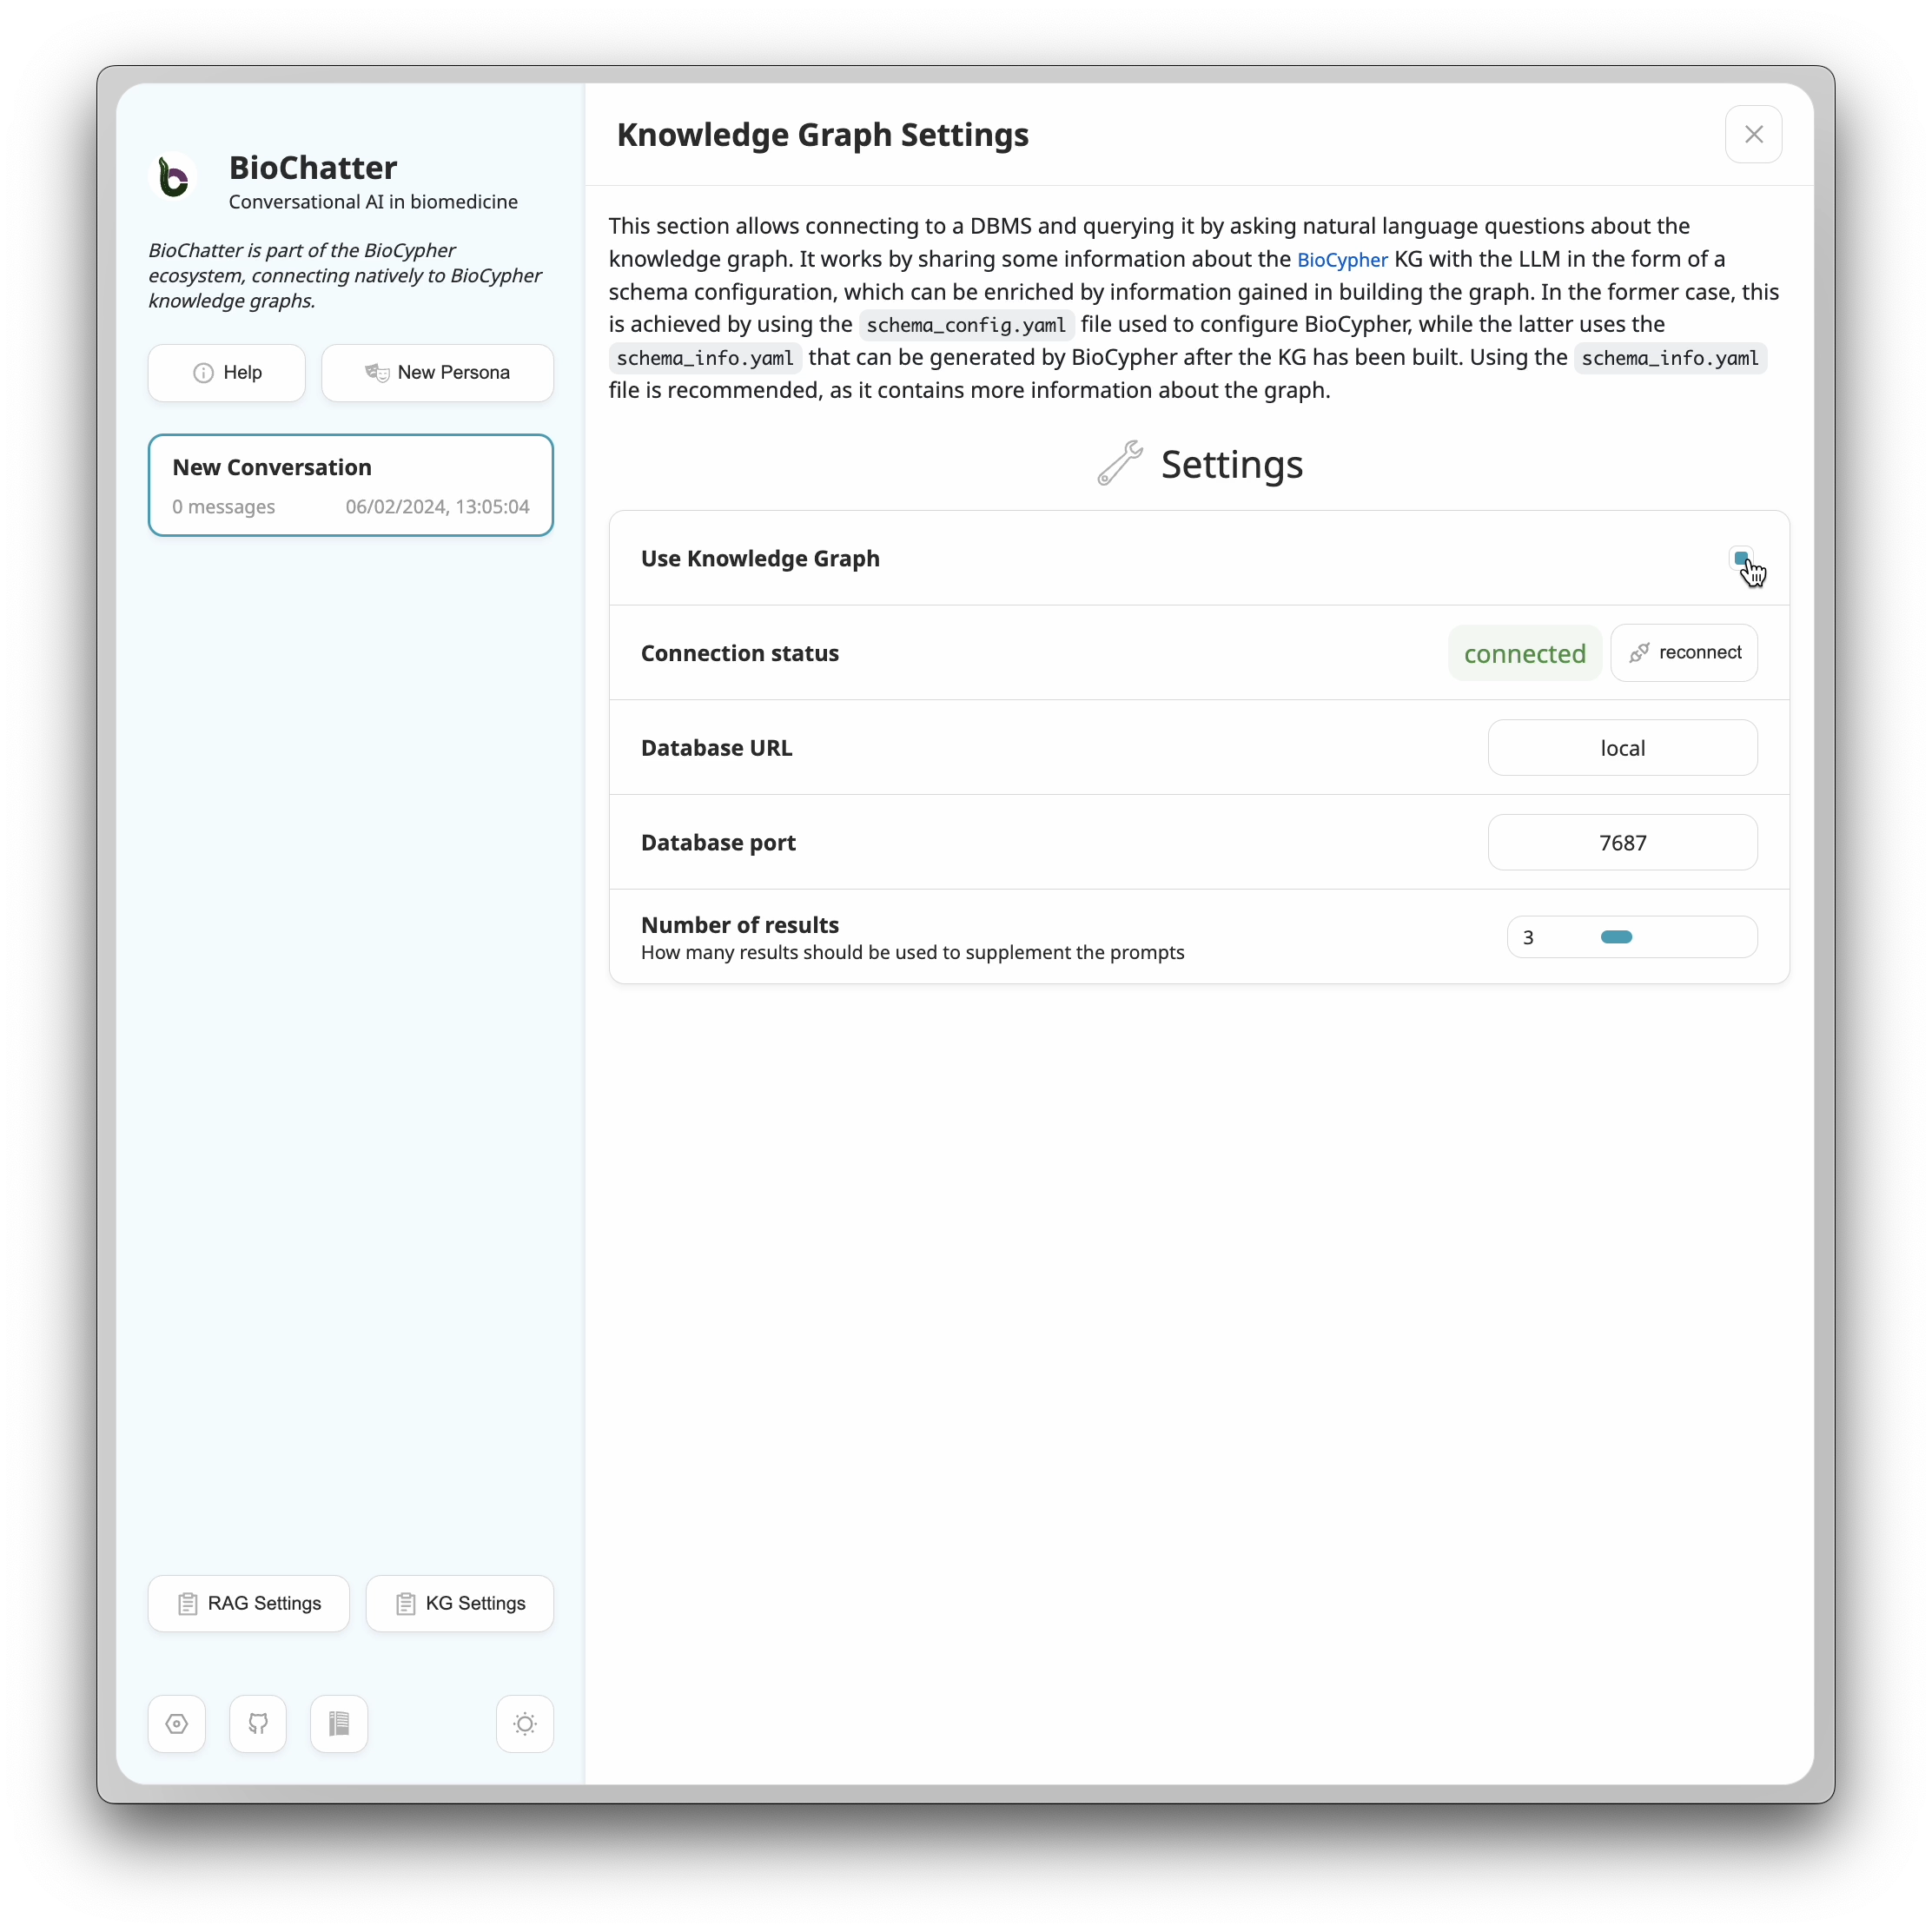 BioChatter
Conversational AI in biomedicine
BioChatter is part of the BioCypher
ecosystem, connecting natively to BioCypher
knowledge graphs.
Help
New Persona
New Conversation
0 messages
06/02/2024, 13:05:04
RAG Settings
KG Settings
Knowledge Graph Settings
This section allows connecting to a DBMS and querying it by asking natural language questions about the
knowledge graph. It works by sharing some information about the BioCypher KG with the LLM in the form of a
schema configuration, which can be enriched by information gained in building the graph. In the former case, this
is achieved by using the schema_config.yaml file used to configure BioCypher, while the latter uses the
schema_info.yaml that can be generated by BioCypher after the KG has been built. Using the schema_info.yaml
file is recommended, as it contains more information about the graph.
Settings
Use Knowledge Graph
Connection status
connected
reconnect
Database URL
local
Database port
7687
Number of results
How many results should be used to supplement the prompts
3